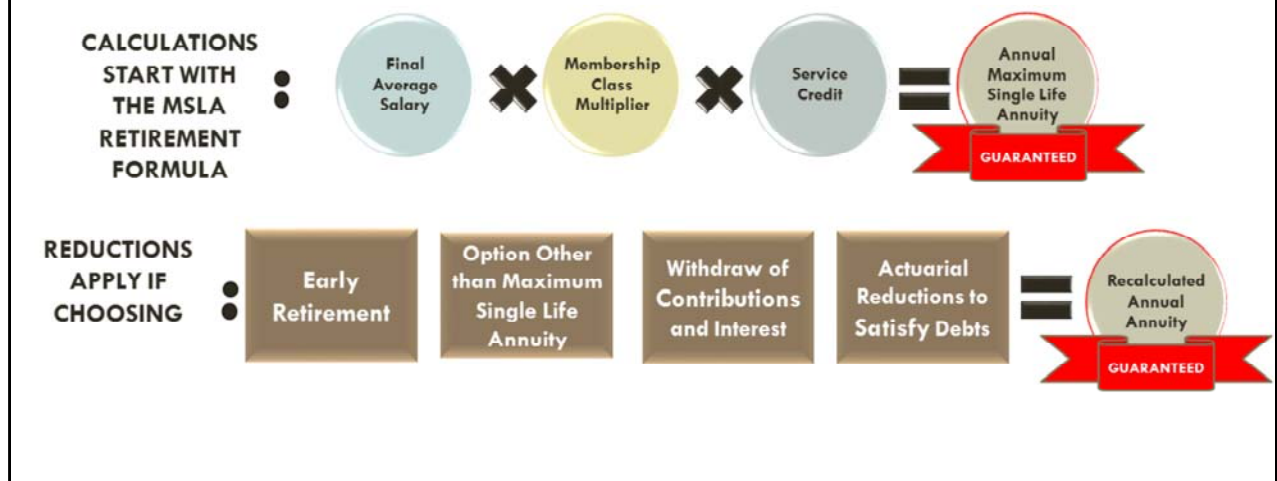 CALCULATIONS
START WITH
THE MSLA
RETIREMENT
FORMULA
:
Final
Average
Salary
×
Membership
Class
Multiplier
×
Service
Credit
=
Annual
Maximum
Single Life
Annuity
GUARANTEED
REDUCTIONS
APPLY IF
CHOOSING
:
Early
Retirement
Option Other
than Maximum
Single Life
Annuity
Withdraw of
Contributions
and Interest
Actuarial
Reductions to
Satisfy Debts
=
Recalculated
Annual
Annuity
GUARANTEED